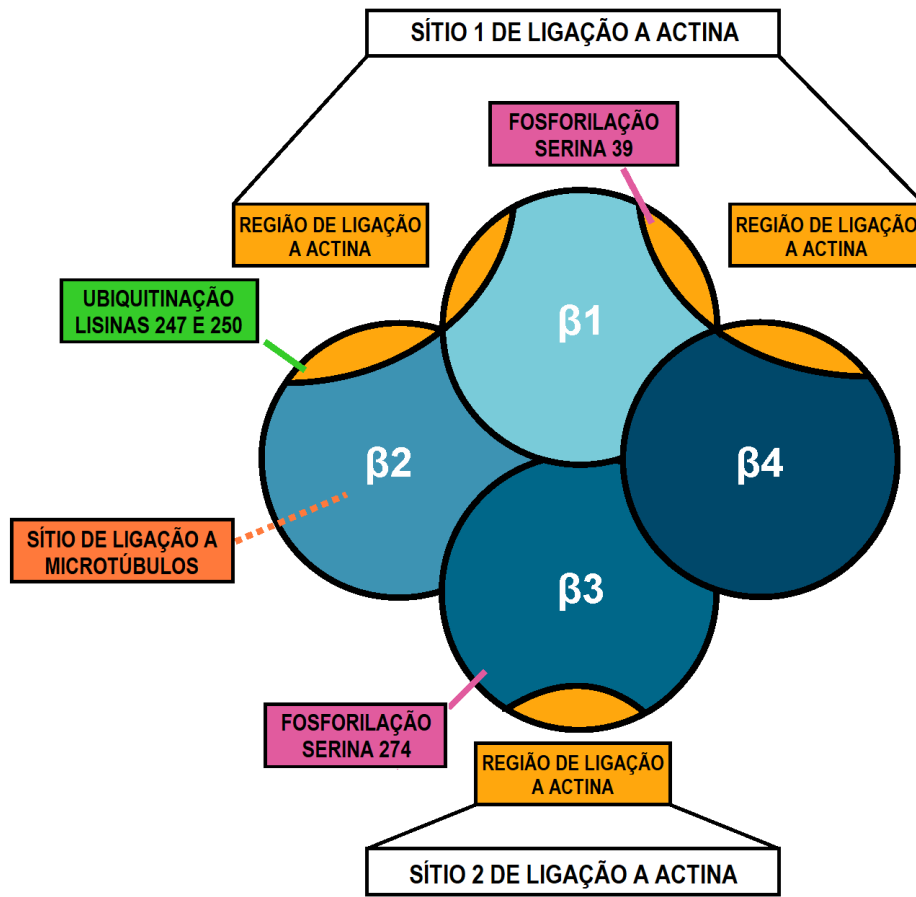 SÍTIO 1 DE LIGAÇÃO A ACTINA
FOSFORILAÇÃO
SERINA 39
REGIÃO DE LIGAÇÃO
A ACTINA
REGIÃO DE LIGAÇÃO
A ACTINA
UBIQUITINAÇÃO
LISINAS 247 E 250
β1
β2
β4
SÍTIO DE LIGAÇÃO A
MICROTÚBULOS
β3
FOSFORILAÇÃO
SERINA 274
REGIÃO DE LIGAÇÃO
A ACTINA
SÍTIO 2 DE LIGAÇÃO A ACTINA